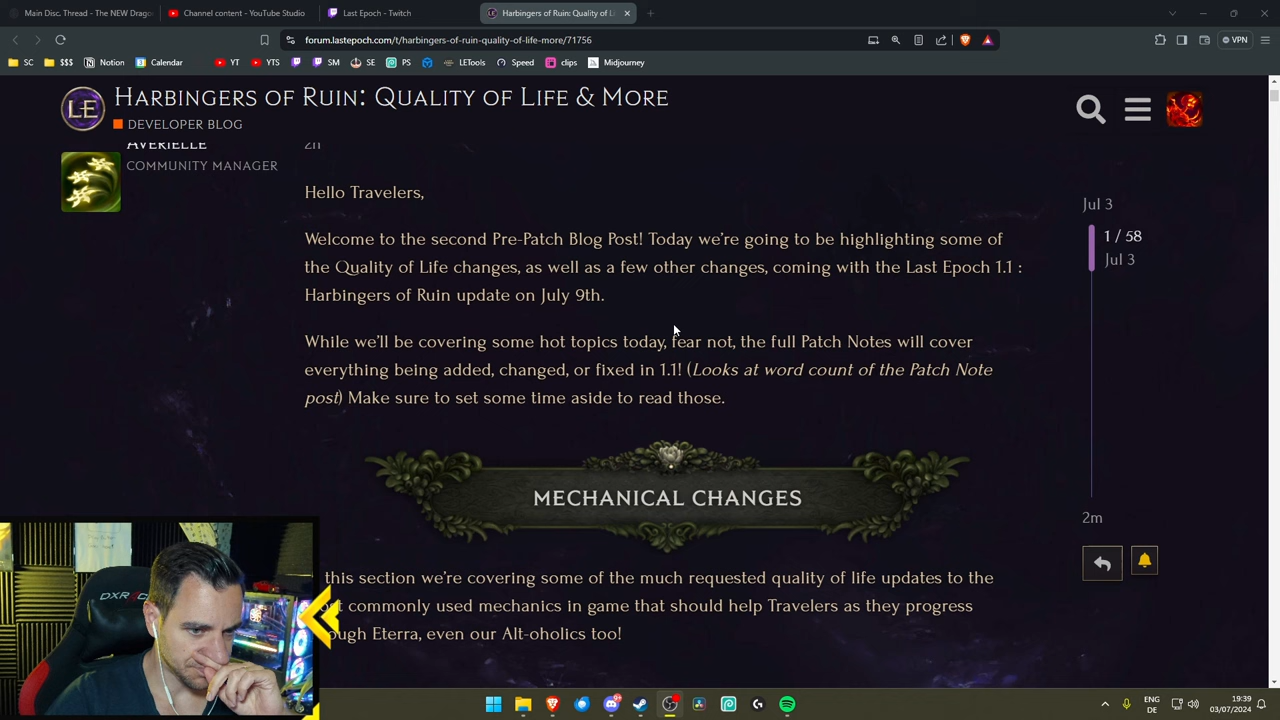 Main Disc. Thread - The NEW Drago
Channel content - YouTube Studio
Last Epoch - Twitch
Harbingers of Ruin: Quality of Li
forum.lastepoch.com/t/harbingers-of-ruin-quality-of-life-more/71756
VPN
SC
$$$
Notion
Calendar
YT
YTS
SM
SE
PS
LETools
Speed
clips
Midjourney
LE
Harbingers of Ruin: Quality of Life & More
DEVELOPER BLOG
AVERIELLE
COMMUNITY MANAGER
2h
Hello Travelers,
Welcome to the second Pre-Patch Blog Post! Today we're going to be highlighting some of
the Quality of Life changes, as well as a few other changes, coming with the Last Epoch 1.1 :
Harbingers of Ruin update on July 9th.
While we'll be covering some hot topics today, fear not, the full Patch Notes will cover
everything being added, changed, or fixed in 1.1! (Looks at word count of the Patch Note
post) Make sure to set some time aside to read those.
Jul 3
1 / 58
Jul 3
2m
MECHANICAL CHANGES
this section we're covering some of the much requested quality of life updates to the
commonly used mechanics in game that should help Travelers as they progress
ough Eterra, even our Alt-oholics too!
DXR
ENG
DE
19:39
03/07/2024